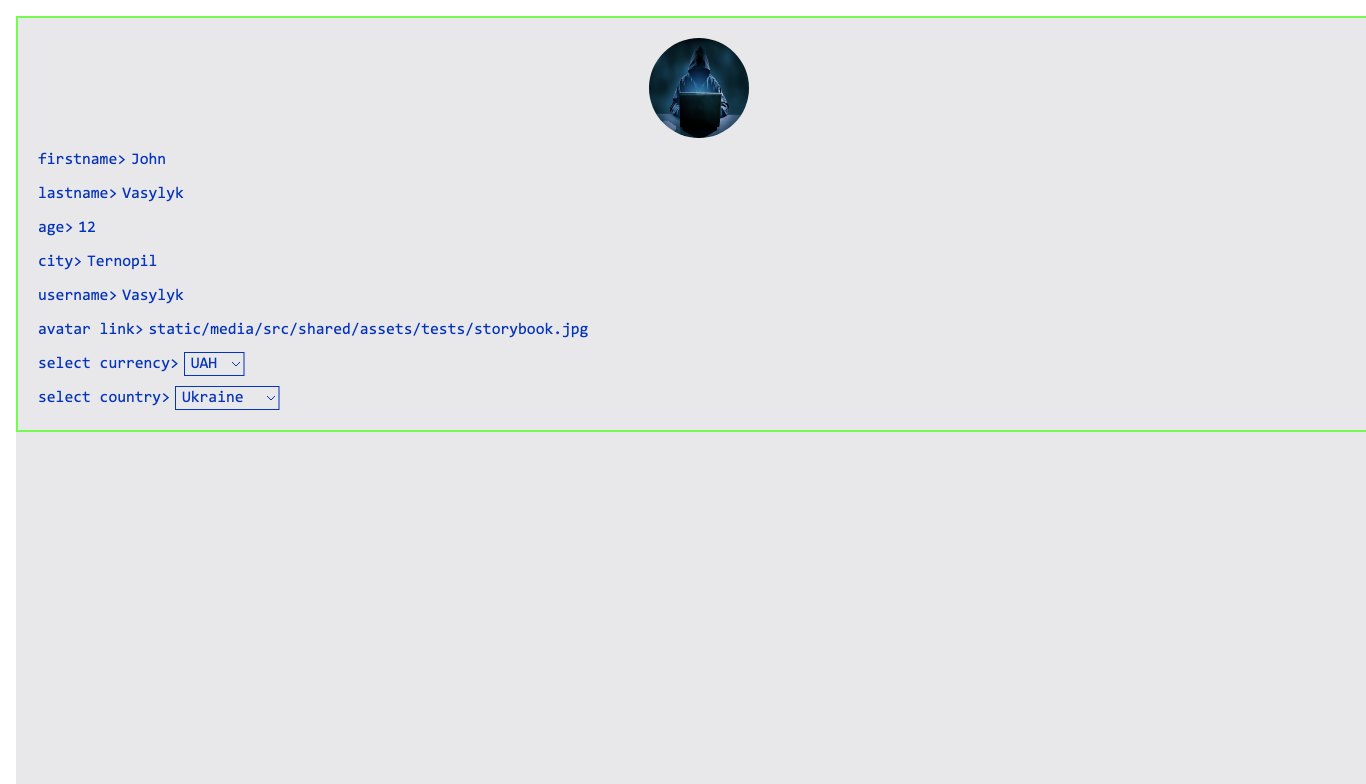 firstname> John
lastname> Vasylyk
age> 12
city> Ternopil
username> Vasylyk
avatar link> static/media/src/shared/assets/tests/storybook.jpg
select currency> UAH
select country> Ukraine